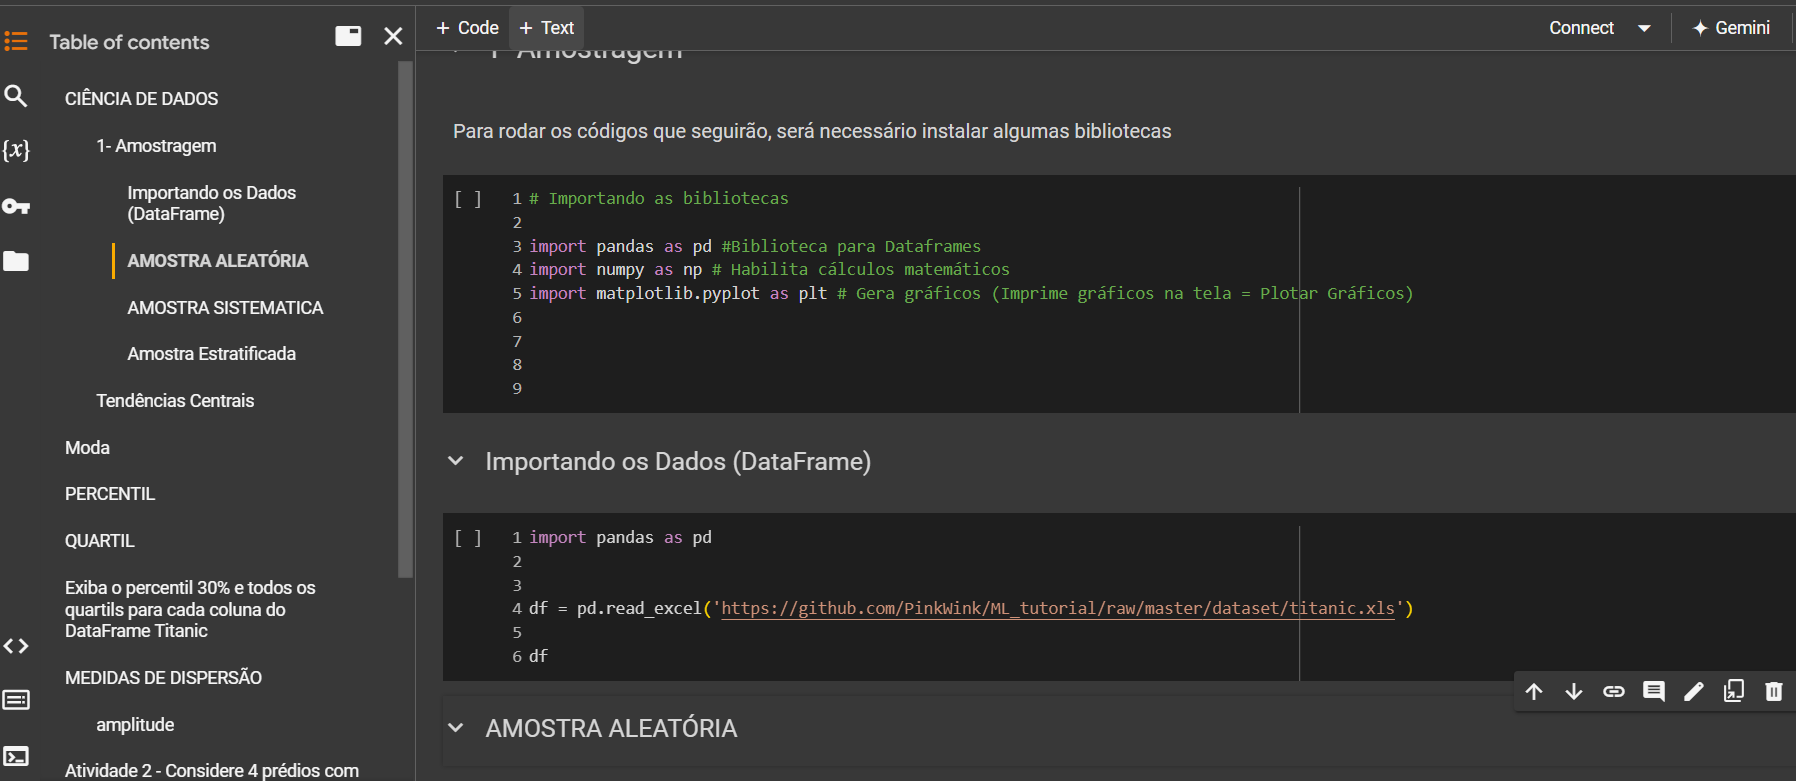 Table of contents
CIÊNCIA DE DADOS
1- Amostragem
Importando os Dados
(DataFrame)
AMOSTRA ALEATÓRIA
AMOSTRA SISTEMATICA
Amostra Estratificada
Tendências Centrais
Moda
PERCENTIL
QUARTIL
Exiba o percentil 30% e todos os
quartils para cada coluna do
DataFrame Titanic
MEDIDAS DE DISPERSÃO
amplitude
Atividade 2 - Considere 4 prédios com
{x}
+ Code + Text
Connect
Gemini
1- Amostragem
Para rodar os códigos que seguirão, será necessário instalar algumas bibliotecas
[ ]
1 # Importando as bibliotecas
2
3 import pandas as pd #Biblioteca para Dataframes
4 import numpy as np # Habilita cálculos matemáticos
5 import matplotlib.pyplot as plt # Gera gráficos (Imprime gráficos na tela = Plotar Gráficos)
6
7
8
9
Importando os Dados (DataFrame)
[ ]
1 import pandas as pd
2
3
4 df = pd.read_excel('https://github.com/PinkWink/ML_tutorial/raw/master/dataset/titanic.xls')
5
6 df
AMOSTRA ALEATÓRIA